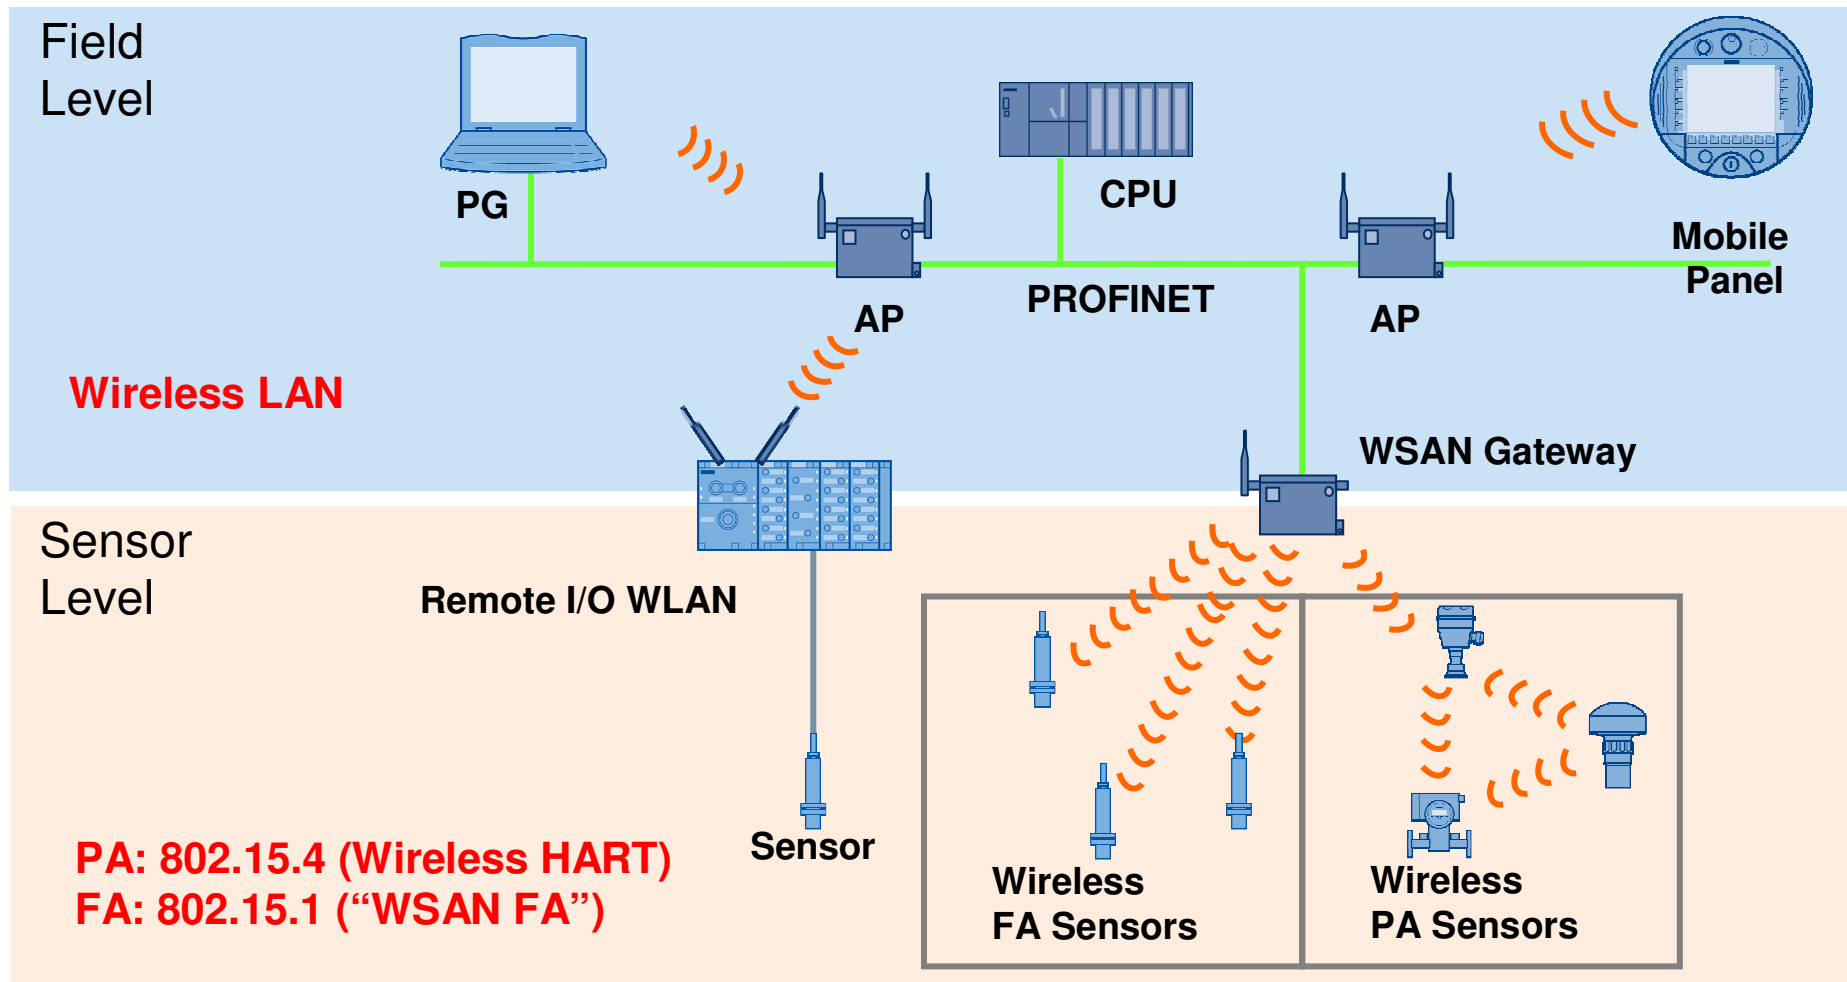 Field
Level
PG
CPU
Mobile
Panel
PROFINET
AP
AP
Wireless LAN
WSAN Gateway
Sensor
Level
Remote I/O WLAN
Sensor
PA: 802.15.4 (Wireless HART)
FA: 802.15.1 (“WSAN FA”)
Wireless
FA Sensors
Wireless
PA Sensors